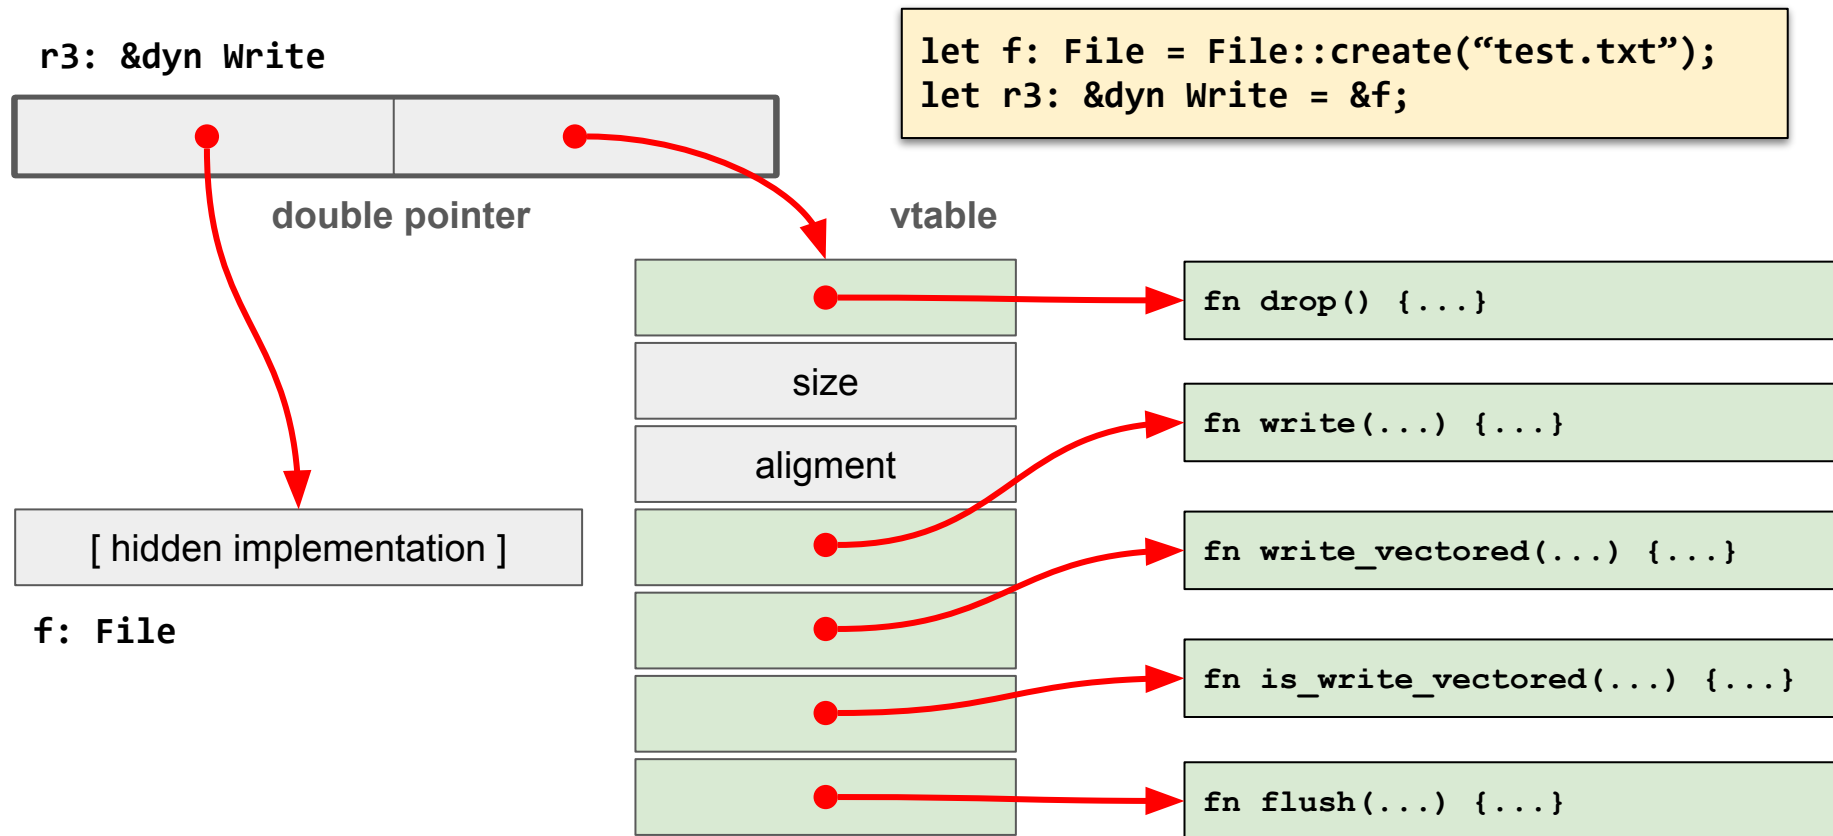 r3: &dyn Write
let f: File = File::create(“test.txt”);
let r3: &dyn Write = &f;
double pointer
vtable
fn drop() {...}
size
fn write(...) {...}
aligment
[ hidden implementation ]
fn write_vectored(...) {...}
f: File
fn is_write_vectored(...) {...}
fn flush(...) {...}